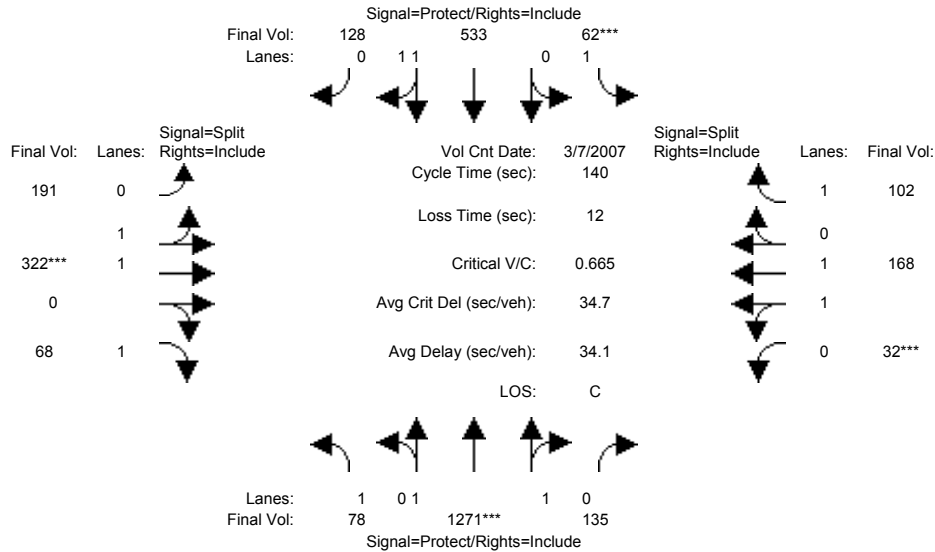 Signal=Protect/Rights=Include
Final Vol: 128 533 62***
Lanes: 0 1 1 0 1
Signal=Split Signal=Split
Final Vol: Lanes: Rights=Include Vol Cnt Date: 3/7/2007 Rights=Include Lanes: Final Vol:
Cycle Time (sec): 140
191 0 1 102
Loss Time (sec): 12
1 0
322*** 1 Critical V/C: 0.665 1 168
0 Avg Crit Del (sec/veh): 34.7 1
68 1 Avg Delay (sec/veh): 34.1 0 32***
LOS: C
Lanes: 1 0 1 1 0
Final Vol: 78 1271*** 135
Signal=Protect/Rights=Include